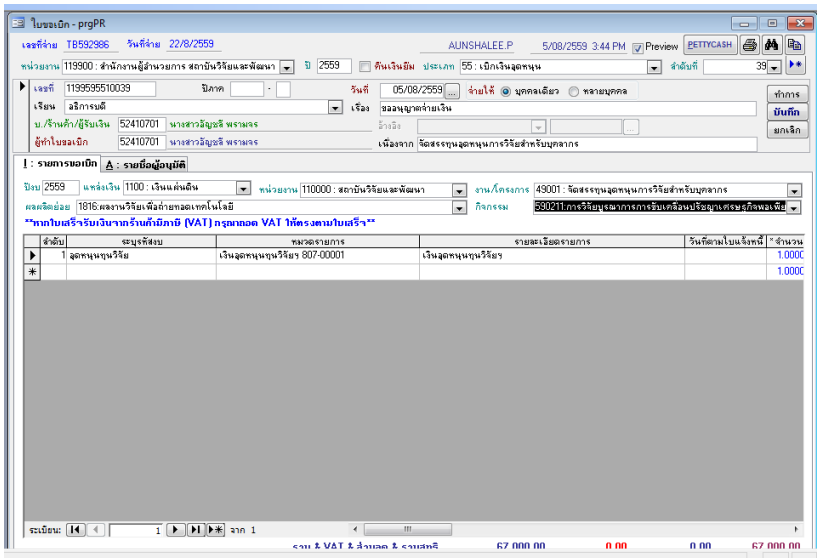 ใบขอเบิก - prgPR
เลขที่จ่าย TB592986 วันที่จ่าย 22/8/2559 AUNSHALEE.P 5/08/2559 3:44 PM Preview PETTYCASH
หน่วยงาน 119900 : สำนักงานผู้อำนวยการ สถาบันวิจัยและพัฒนา ปี 2559 คืนเงินยืม ประเภท 55 : เบิกเงินอุดหนุน ลำดับที่ 39
เลขที่ 1199595510039 ปีภาค - วันที่ 05/08/2559 ... จ่ายให้ บุคคลเดียว หลายบุคคล ทำการ
เรียน อธิการบดี เรื่อง ขออนุญาตจ่ายเงิน บันทึก
บ./ร้านค้า/ผู้รับเงิน 52410701 นางสาวอัญชลี พรามจร อ้างอิง ... ยกเลิก
ผู้ทำใบขอเบิก 52410701 นางสาวอัญชลี พรามจร เนื่องจาก จัดสรรทุนอุดหนุนการวิจัยสำหรับบุคลากร
I : รายการขอเบิก A : รายชื่อผู้อนุมัติ
ปีงบ 2559 แหล่งเงิน 1100 : เงินแผ่นดิน หน่วยงาน 110000 : สถาบันวิจัยและพัฒนา งาน/โครงการ 49001 : จัดสรรทุนอุดหนุนการวิจัยสำหรับบุคลากร
ผลผลิตย่อย 1816:ผลงานวิจัยเพื่อถ่ายทอดเทคโนโลยี กิจกรรม 590211:การวิจัยบูรณาการการขับเคลื่อนปรัชญาเศรษฐกิจพอเพีย
**หากใบเสร็จรับเงินจากร้านค้ามีภาษี (VAT) กรุณาถอด VAT ให้ตรงตามใบเสร็จ**
ลำดับ ระบุรหัสงบ หมวดรายการ รายละเอียดรายการ วันที่ตามใบแจ้งหนี้ * จำนวน
1 อุดหนุนทุนวิจัย เงินอุดหนุนทุนวิจัยฯ 807-00001 เงินอุดหนุนทุนวิจัยฯ 1.0000
1.0000
ระเบียน: 1 จาก 1
รวม & VAT & ส่วนลด & รวมสุทธิ 67,000.00 0.00 0.00 67,000.00